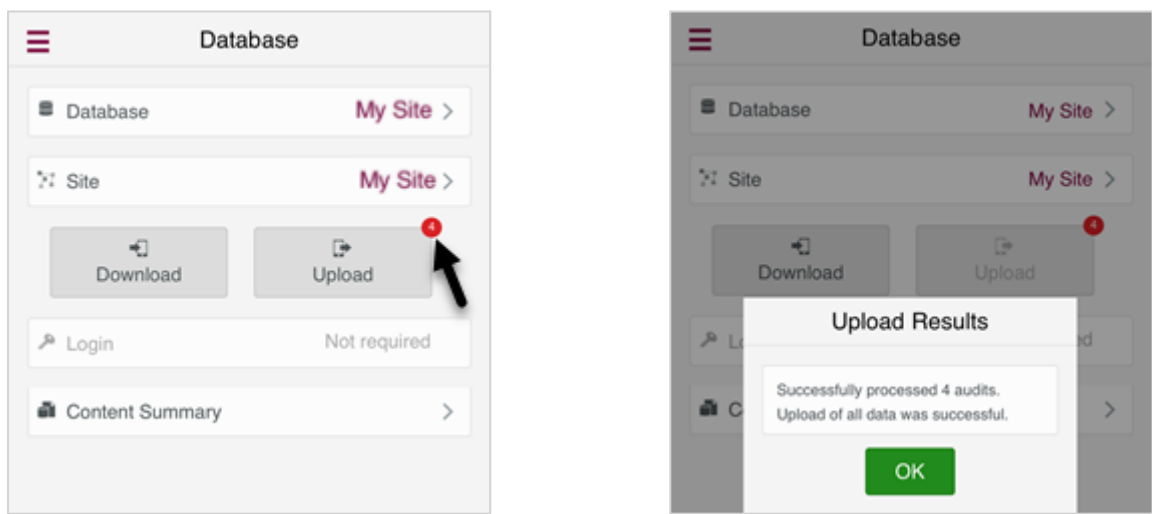 Database
Database My Site
Site My Site
4
Download Upload
Login Not required
Content Summary
Database
Database My Site
Site My Site
4
Download Upload
Upload Results
Successfully processed 4 audits.
Upload of all data was successful.
OK